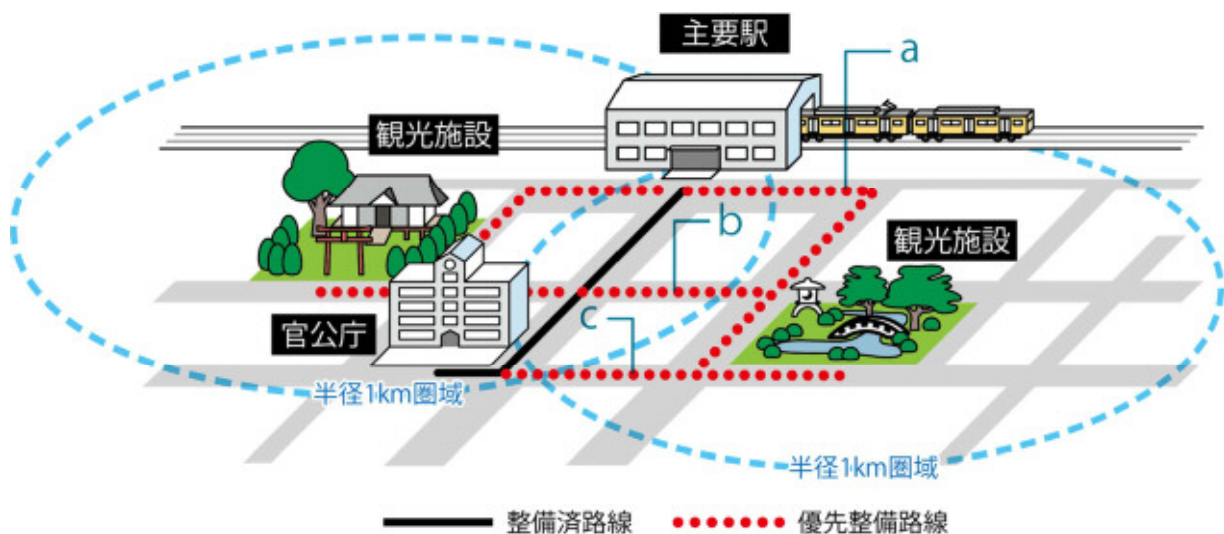 主要駅
a
観光施設
b
観光施設
c
官公庁
半径1km圏域
半径1km圏域
整備済路線
優先整備路線